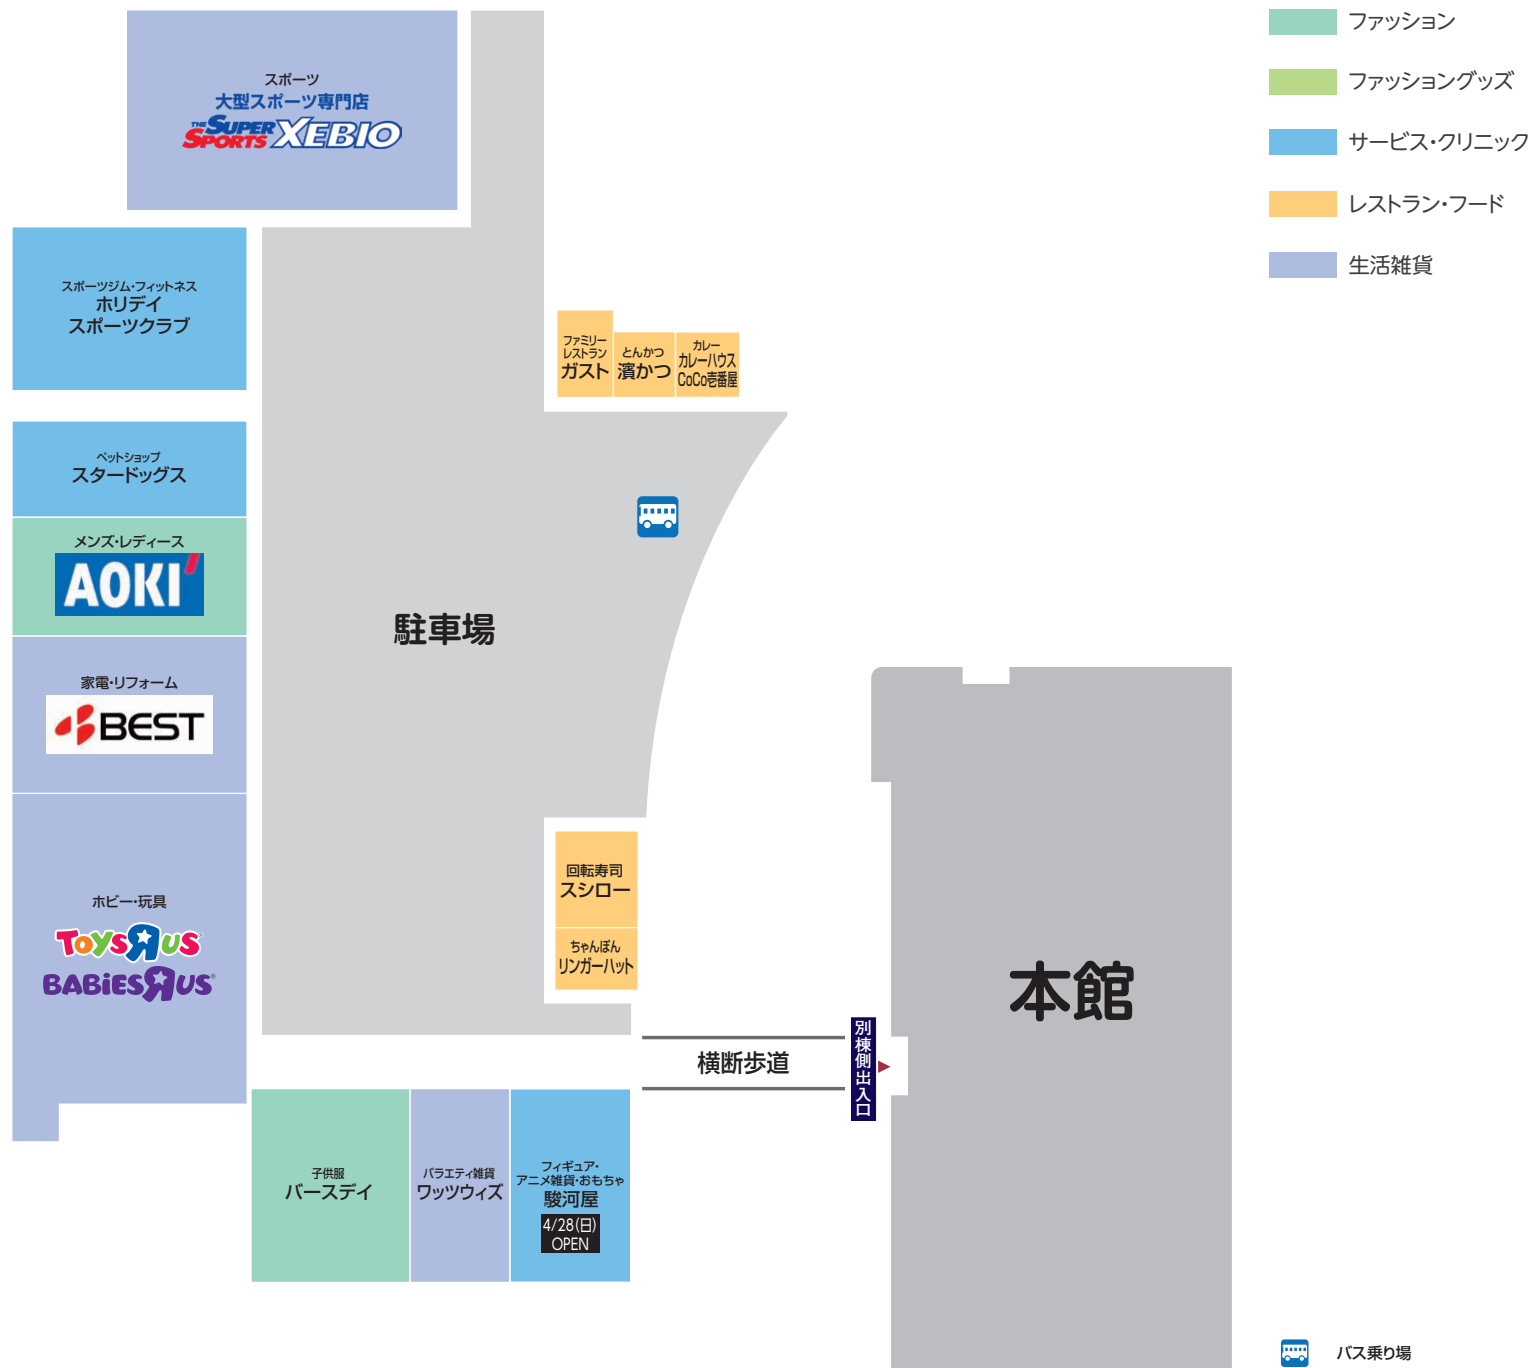 ファッション
ファッショングッズ
サービス・クリニック
レストラン・フード
生活雑貨
スポーツ
大型スポーツ専門店
THE SUPER SPORTS XEBIO
スポーツジム・フィットネス
ホリデイ
スポーツクラブ
ファミリー
レストラン
ガスト
とんかつ
濵かつ
カレー
カレーハウス
CoCo壱番屋
ペットショップ
スタードッグス
メンズ・レディース
AOKI
駐車場
家電・リフォーム
BEST
回転寿司
スシロー
ちゃんぽん
リンガーハット
ホビー・玩具
TOYSЯUS
BABiESЯUS®
本館
横断歩道
別棟側出入口
子供服
バースデイ
バラエティ雑貨
ワッツウィズ
フィギュア・
アニメ雑貨・おもちゃ
駿河屋
4/28(日)
OPEN
バス乗り場